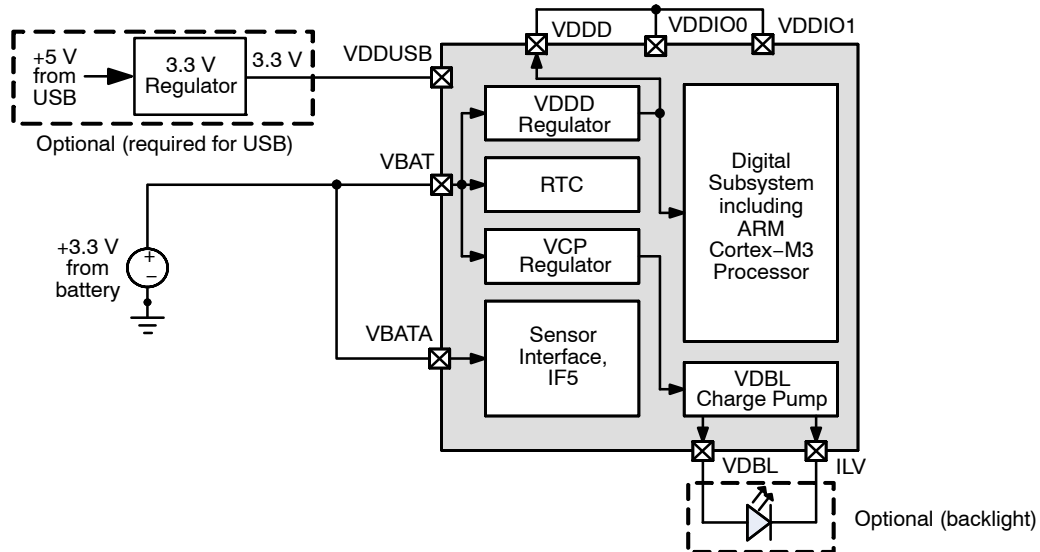 VDDD
VDDIO0
VDDIO1
+5 V
from
USB
3.3 V
Regulator
3.3 V
VDDUSB
Optional (required for USB)
VDDD
Regulator
VBAT
RTC
Digital
Subsystem
including
ARM
Cortex−M3
Processor
+3.3 V
from
battery
+
−
VCP
Regulator
VBATA
Sensor
Interface,
IF5
VDBL
Charge Pump
VDBL
ILV
Optional (backlight)